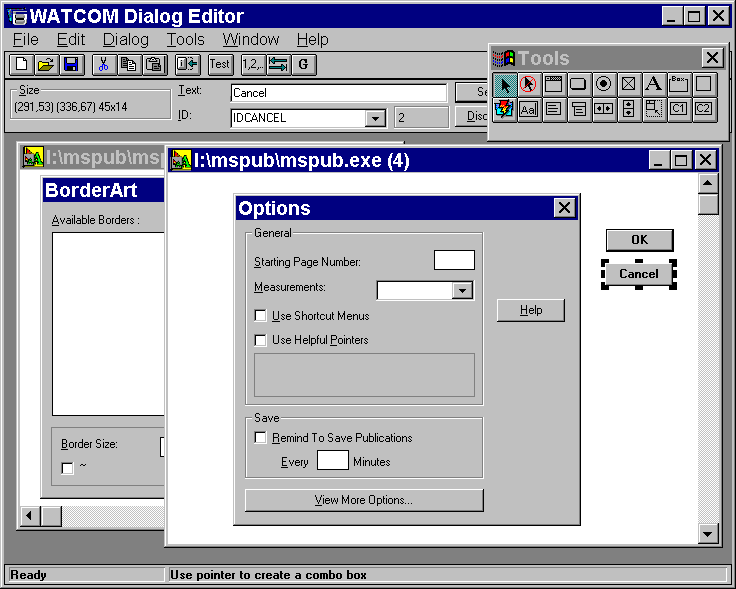 WATCOM Dialog Editor
File Edit Dialog Tools Window Help
Test 1,2,.. G
Tools
Size
(291,53) (336,67) 45x14
Text: Cancel
ID: IDCANCEL 2
A Box
Aa C1 C2
I:\mspub\msp
I:\mspub\mspub.exe (4)
BorderArt
Available Borders :
Border Size:
~
Options
General
Starting Page Number:
Measurements:
Use Shortcut Menus
Use Helpful Pointers
Save
Remind To Save Publications
Every Minutes
View More Options...
Help
OK
Cancel
Ready Use pointer to create a combo box